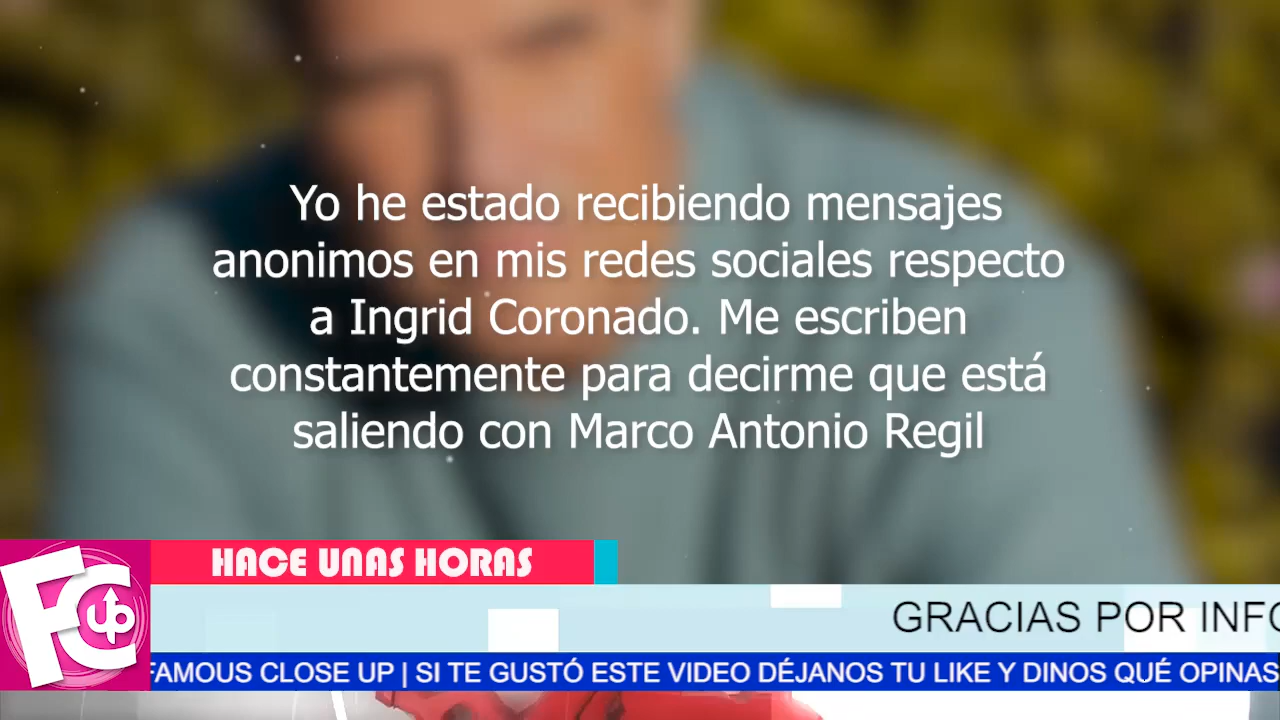 Yo he estado recibiendo mensajes
anonimos en mis redes sociales respecto
a Ingrid Coronado. Me escriben
constantemente para decirme que está
saliendo con Marco Antonio Regil
HACE UNAS HORAS
FC up
GRACIAS POR INFO
FAMOUS CLOSE UP | SI TE GUSTÓ ESTE VIDEO DÉJANOS TU LIKE Y DINOS QUÉ OPINAS